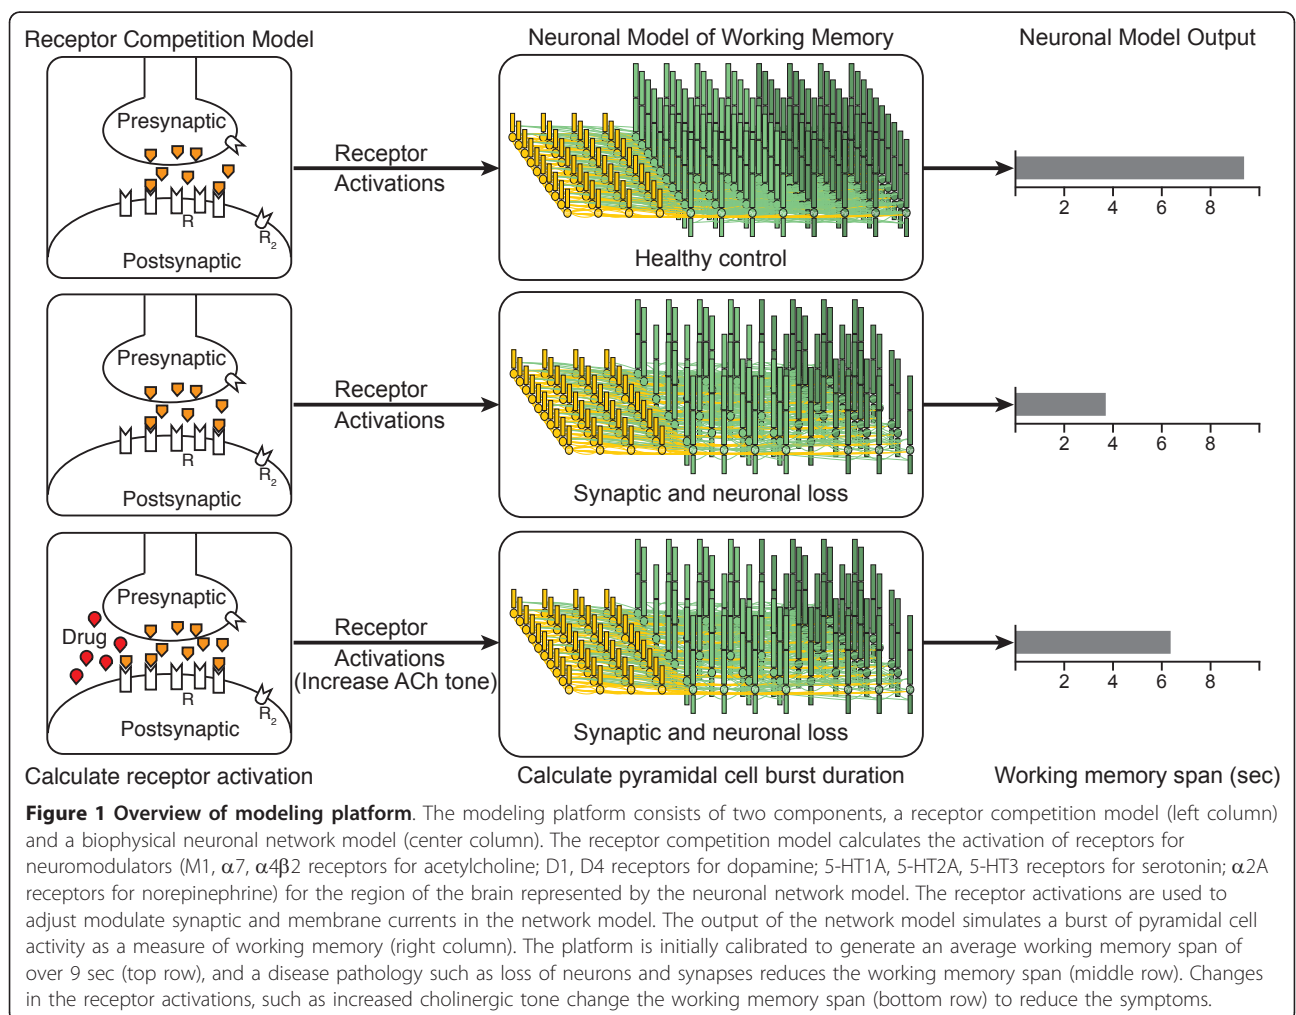 Receptor Competition Model
Neuronal Model of Working Memory
Neuronal Model Output
Presynaptic
R
R2
Postsynaptic
Receptor
Activations
Healthy control
2 4 6 8
Presynaptic
R
R2
Postsynaptic
Receptor
Activations
Synaptic and neuronal loss
2 4 6 8
Presynaptic
Drug
R
R2
Postsynaptic
Receptor
Activations
(Increase ACh tone)
Synaptic and neuronal loss
2 4 6 8
Calculate receptor activation
Calculate pyramidal cell burst duration
Working memory span (sec)
Figure 1 Overview of modeling platform. The modeling platform consists of two components, a receptor competition model (left column)
and a biophysical neuronal network model (center column). The receptor competition model calculates the activation of receptors for
neuromodulators (M1, α7, α4β2 receptors for acetylcholine; D1, D4 receptors for dopamine; 5-HT1A, 5-HT2A, 5-HT3 receptors for serotonin; α2A
receptors for norepinephrine) for the region of the brain represented by the neuronal network model. The receptor activations are used to
adjust modulate synaptic and membrane currents in the network model. The output of the network model simulates a burst of pyramidal cell
activity as a measure of working memory (right column). The platform is initially calibrated to generate an average working memory span of
over 9 sec (top row), and a disease pathology such as loss of neurons and synapses reduces the working memory span (middle row). Changes
in the receptor activations, such as increased cholinergic tone change the working memory span (bottom row) to reduce the symptoms.